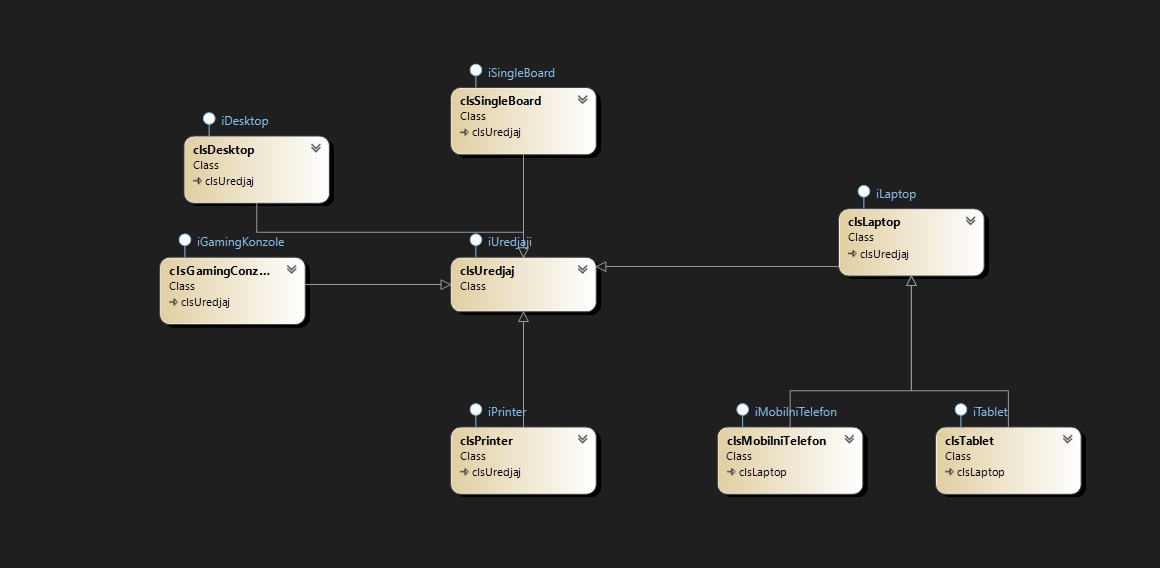 iSingleBoard
clsSingleBoard
Class
clsUredjaj
iDesktop
clsDesktop
Class
clsUredjaj
iLaptop
clsLaptop
Class
clsUredjaj
iGamingKonzole
clsGamingConz...
Class
clsUredjaj
iUredjaji
clsUredjaj
Class
iPrinter
clsPrinter
Class
clsUredjaj
iMobilniTelefon
clsMobilniTelefon
Class
clsLaptop
iTablet
clsTablet
Class
clsLaptop